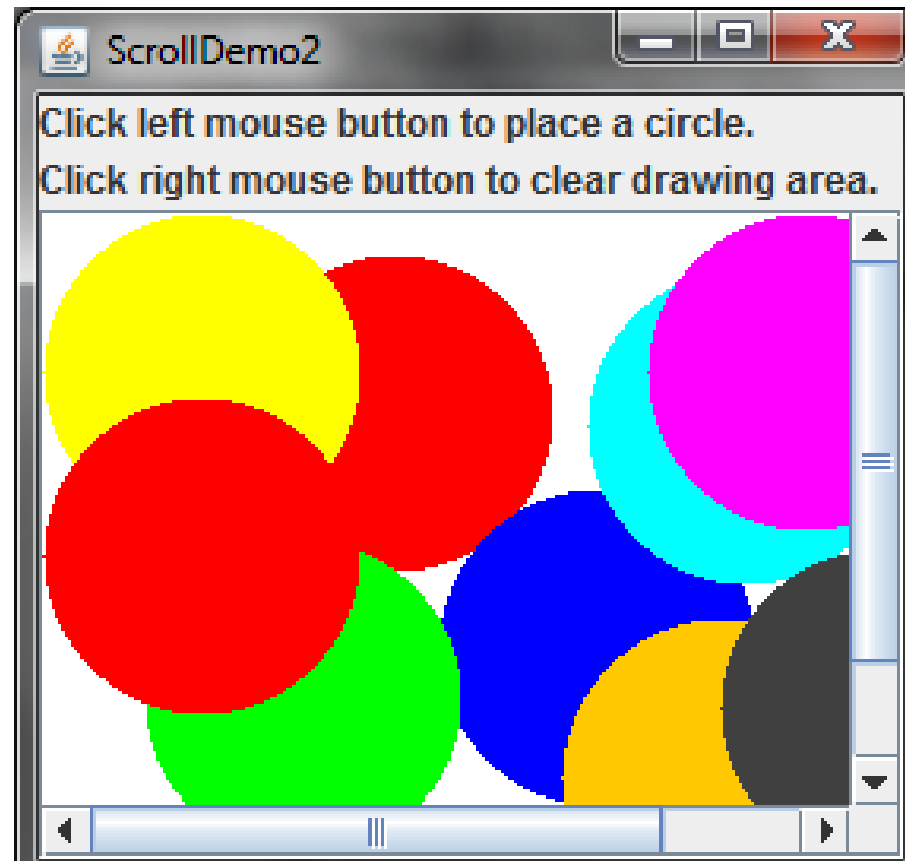 ScrollDemo2
Click left mouse button to place a circle.
Click right mouse button to clear drawing area.